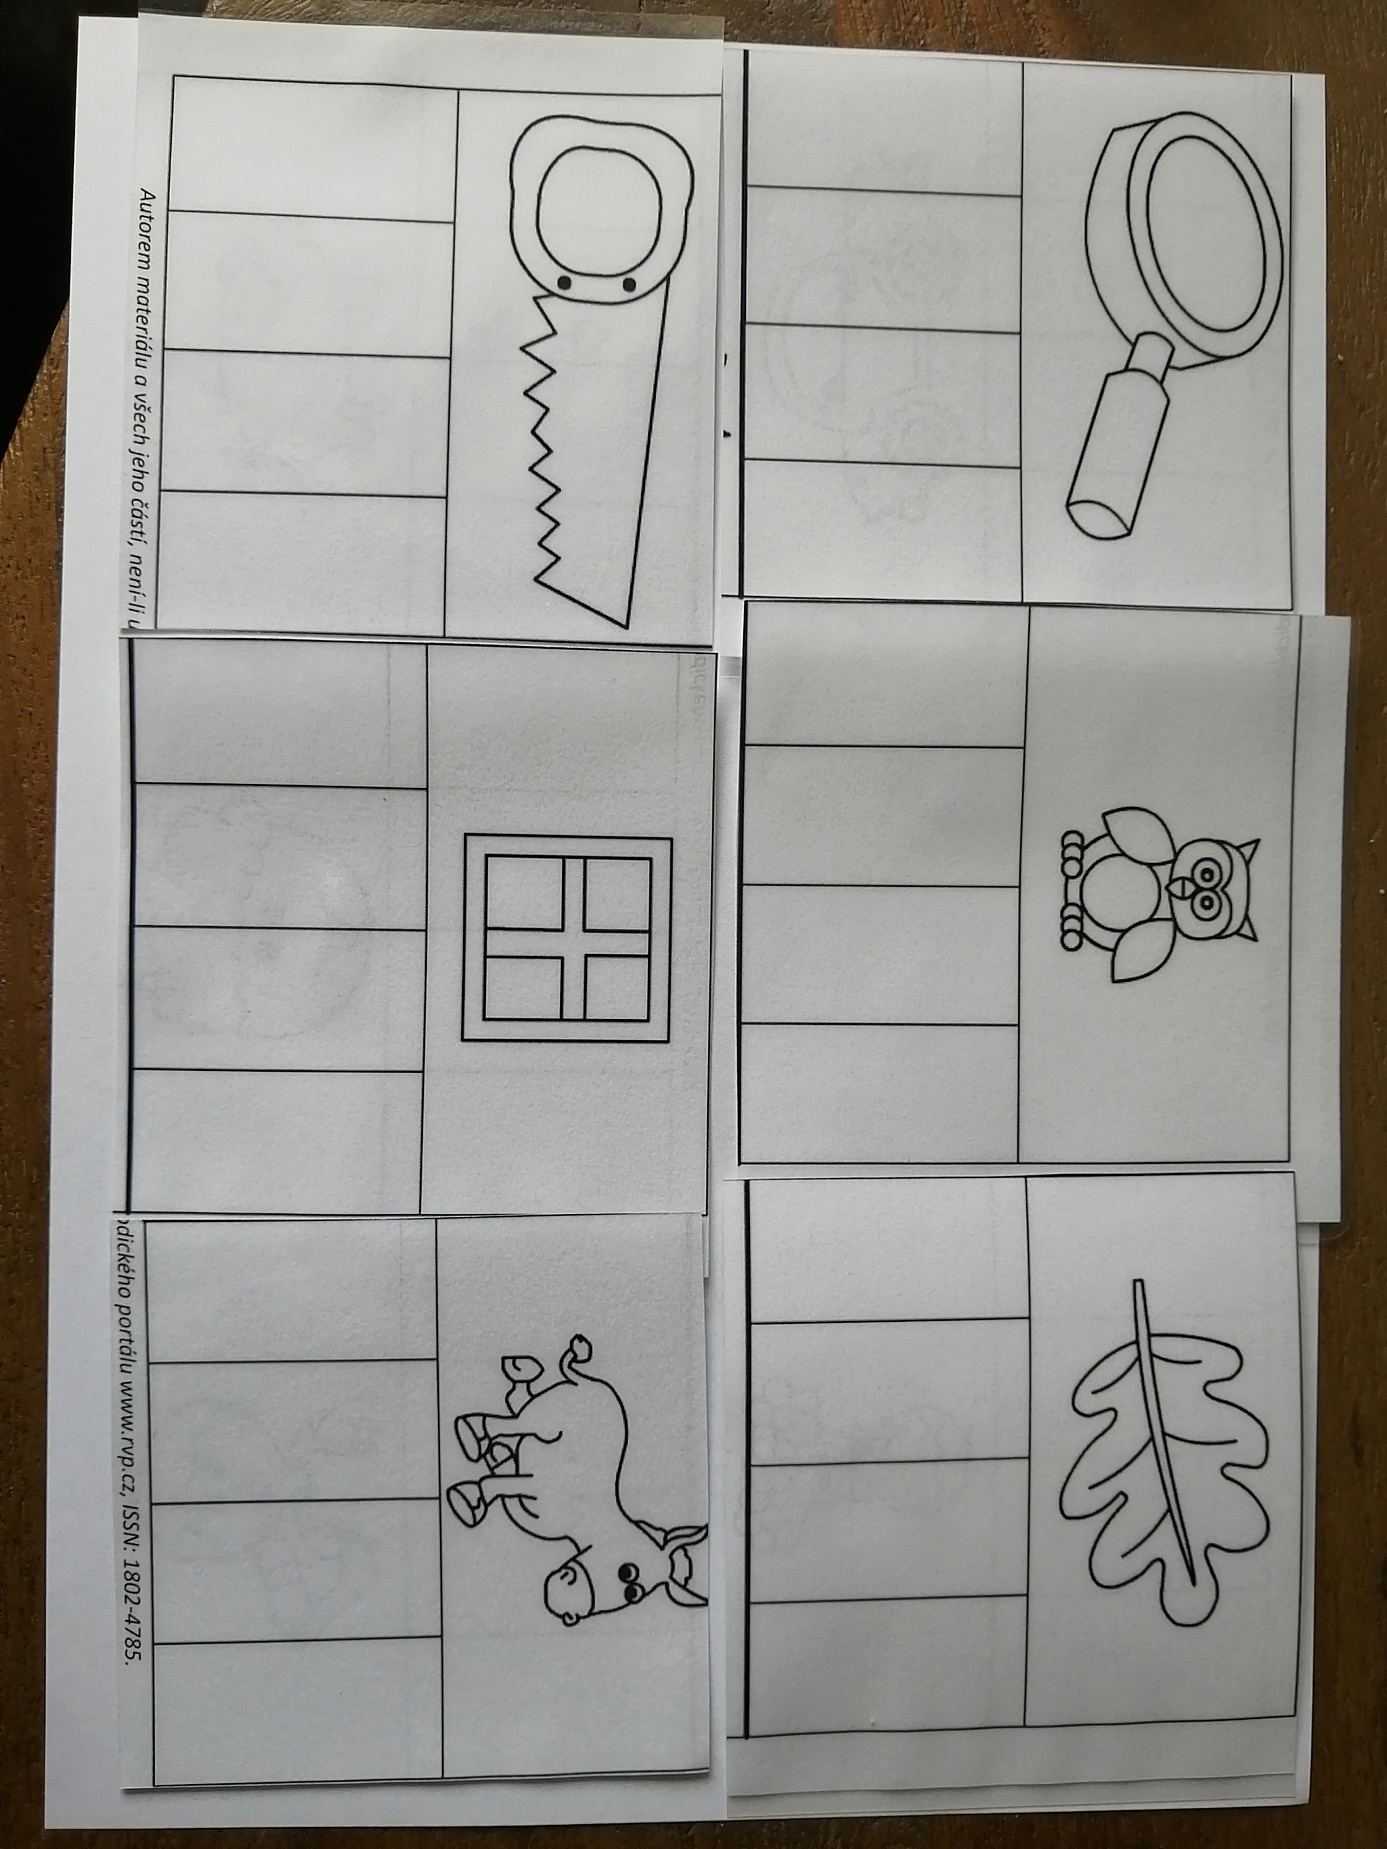 Autorem materiálu a všech jeho částí, není-li u
dického portálu www.rvp.cz, ISSN: 1802-4785.